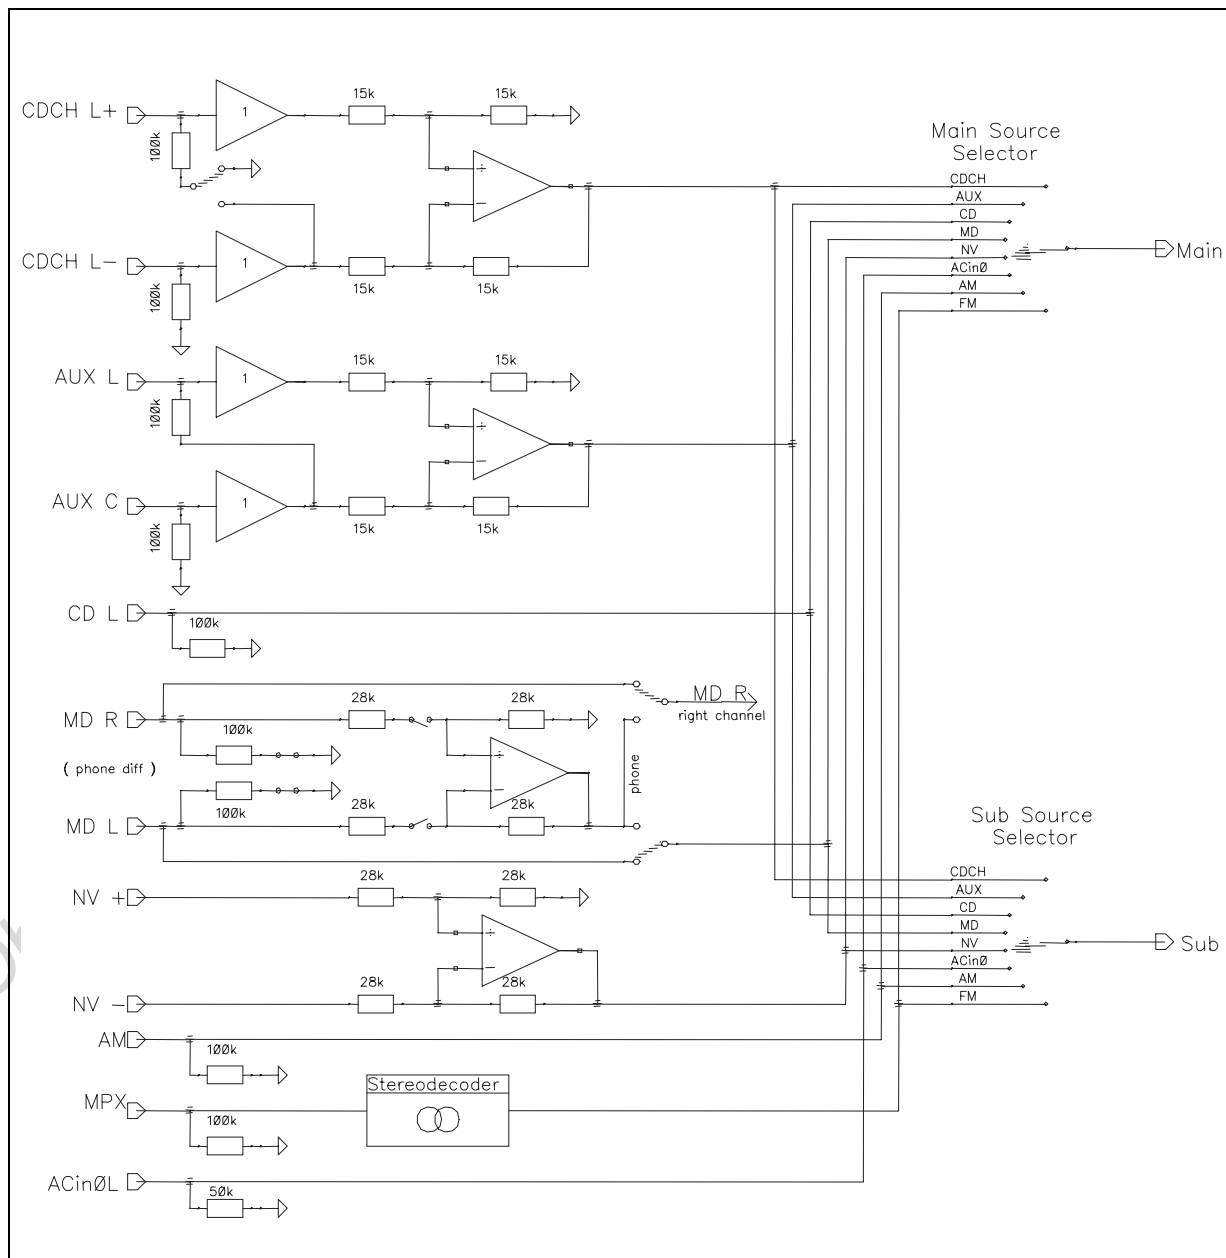 CDCH L+
100k
1
15k
15k
÷
−
CDCH L−
100k
1
15k
15k
Main Source
Selector
CDCH
AUX
CD
MD
NV
ACinØ
AM
FM
Main
AUX L
100k
1
15k
15k
÷
−
AUX C
100k
1
15k
15k
CD L
100k
MD R
28k
28k
MD R
right channel
100k
( phone diff )
÷
−
phone
100k
MD L
28k
28k
NV +
28k
28k
÷
−
NV −
28k
28k
Sub Source
Selector
CDCH
AUX
CD
MD
NV
ACinØ
AM
FM
Sub
AM
100k
MPX
100k
Stereodecoder
ACinØL
50k